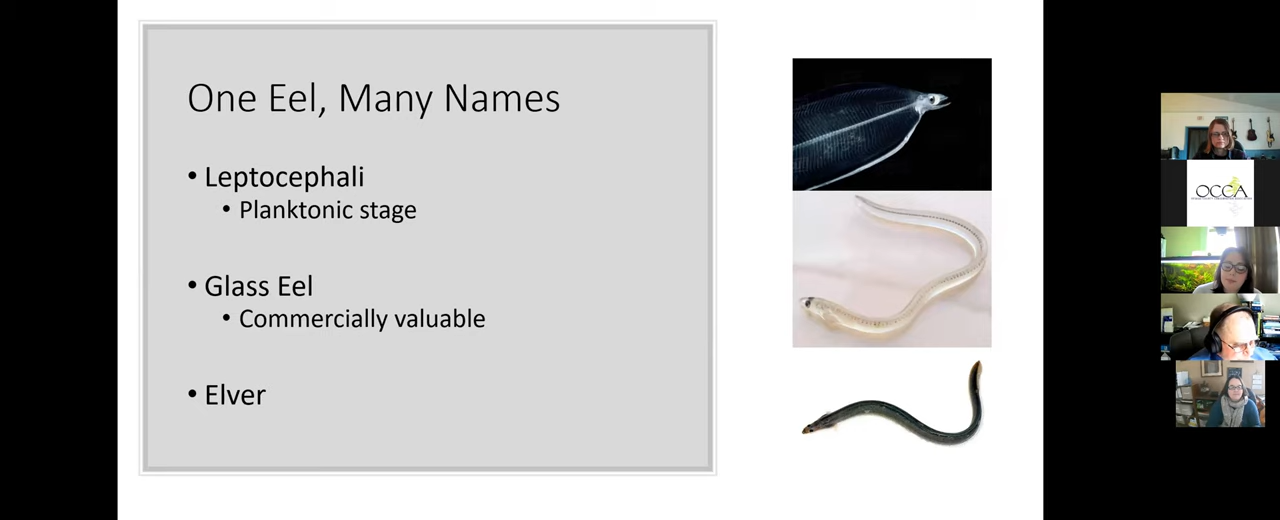 One Eel, Many Names
• Leptocephali
• Planktonic stage
• Glass Eel
• Commercially valuable
• Elver
OCCA